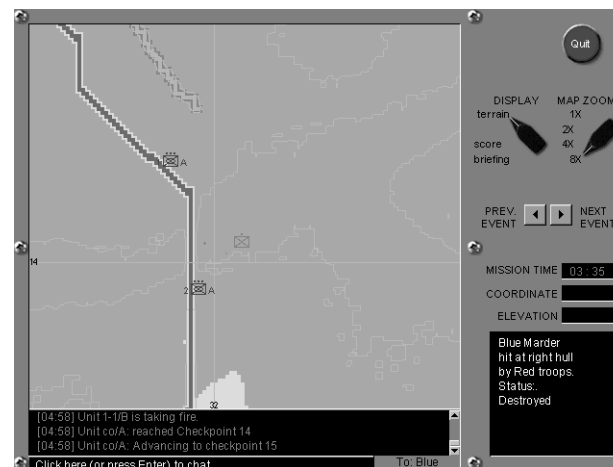 Quit
DISPLAY
MAP ZOOM
terrain
1X
2X
score
4X
briefing
8X
PREV. EVENT
NEXT EVENT
A
14
2
A
32
MISSION TIME 03:35
COORDINATE
ELEVATION
Blue Marder
hit at right hull
by Red troops.
Status:.
Destroyed
[04:58] Unit 1-1/B is taking fire.
[04:58] Unit co/A: reached Checkpoint 14
[04:58] Unit co/A: Advancing to checkpoint 15
Click here (or press Enter) to chat
To: Blue